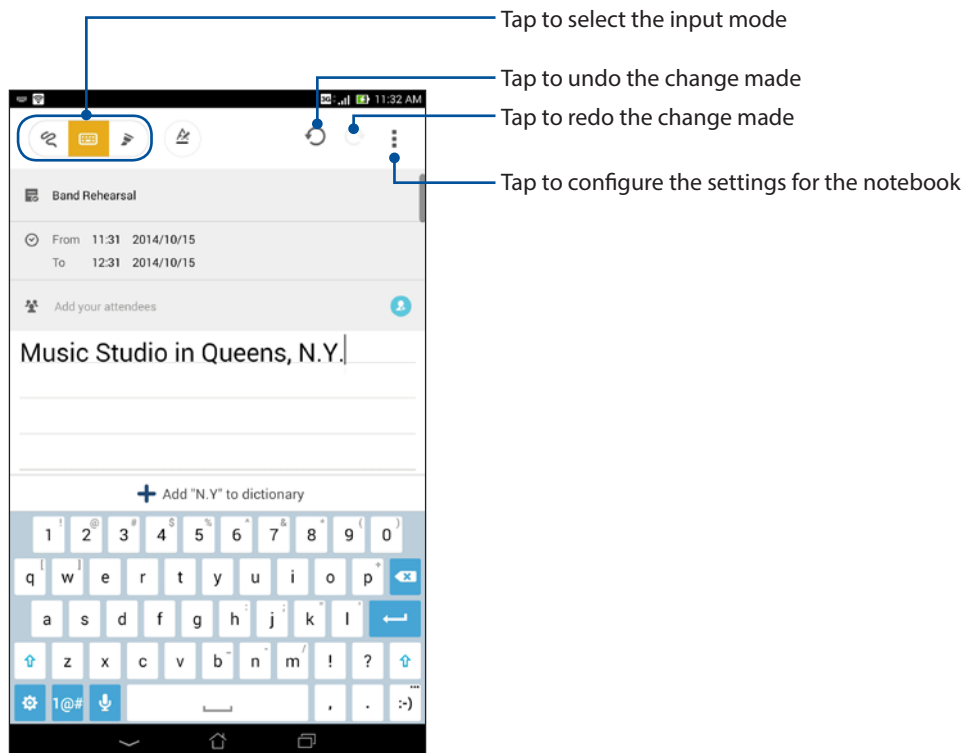 Tap to select the input mode
Tap to undo the change made
Tap to redo the change made
Tap to configure the settings for the notebook
3G 11:32 AM
Band Rehearsal
From 11:31 2014/10/15
To 12:31 2014/10/15
Add your attendees
Music Studio in Queens, N.Y.
Add "N.Y" to dictionary
! @ # $ % ^ & * ( )
1 2 3 4 5 6 7 8 9 0
[ ] +
q w e r t y u i o p
: ; " '
a s d f g h j k l
_ - /
z x c v b n m ! ?
1@# , . :-)